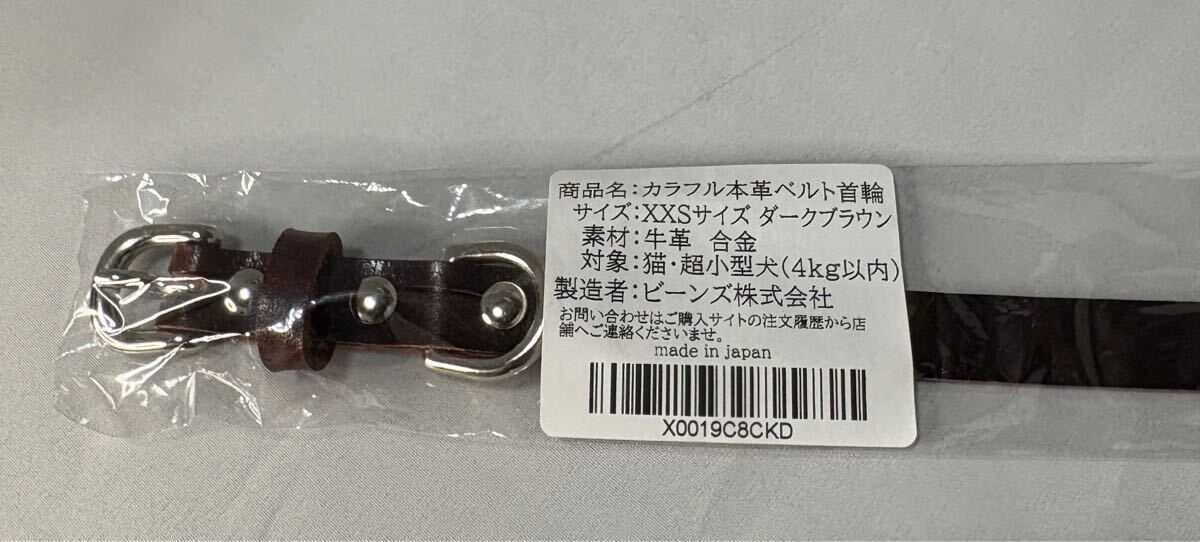 商品名:カラフル本革ベルト首輪
サイズ:XXSサイズ ダークブラウン
素材:牛革 合金
対象:猫・超小型犬(4kg以内)
製造者:ビーンズ株式会社
お問い合わせはご購入サイトの注文履歴から店
舗へご連絡くださいませ。
made in japan
X0019C8CKD